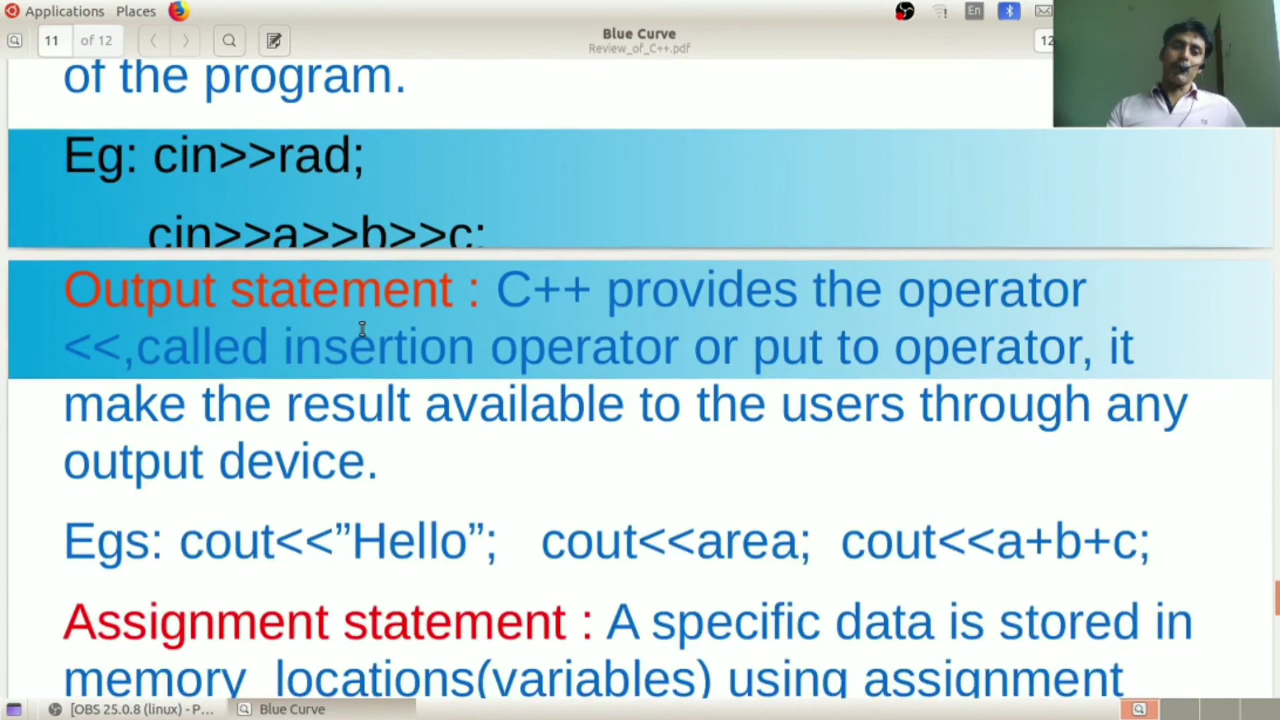 Applications Places
En
11 of 12
Blue Curve
Review_of_C++.pdf
12
of the program.
Eg: cin>>rad;
cin>>a>>b>>c;
Output statement : C++ provides the operator
<<,called insertion operator or put to operator, it
make the result available to the users through any
output device.
Egs: cout<<”Hello”; cout<<area; cout<<a+b+c;
Assignment statement : A specific data is stored in
memory locations(variables) using assignment
[OBS 25.0.8 (linux) - P... Blue Curve